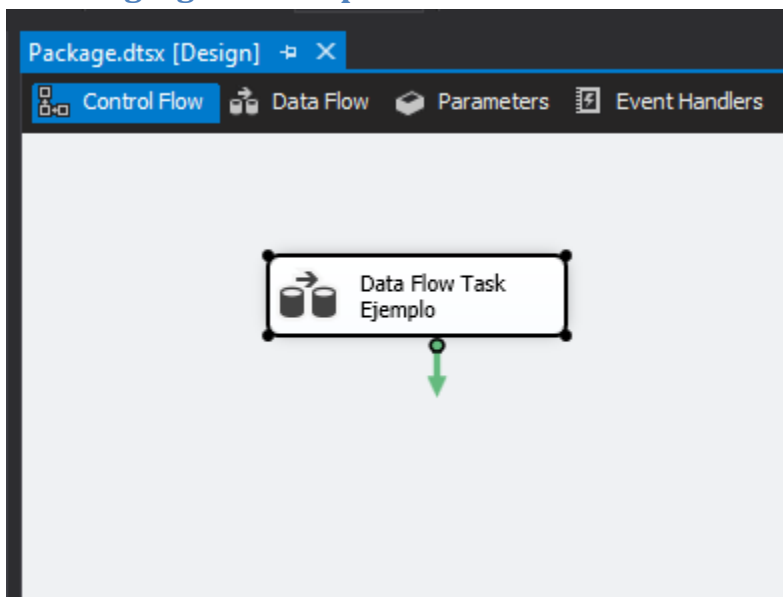 Package.dtsx [Design]
Control Flow Data Flow Parameters Event Handlers
Data Flow Task
Ejemplo